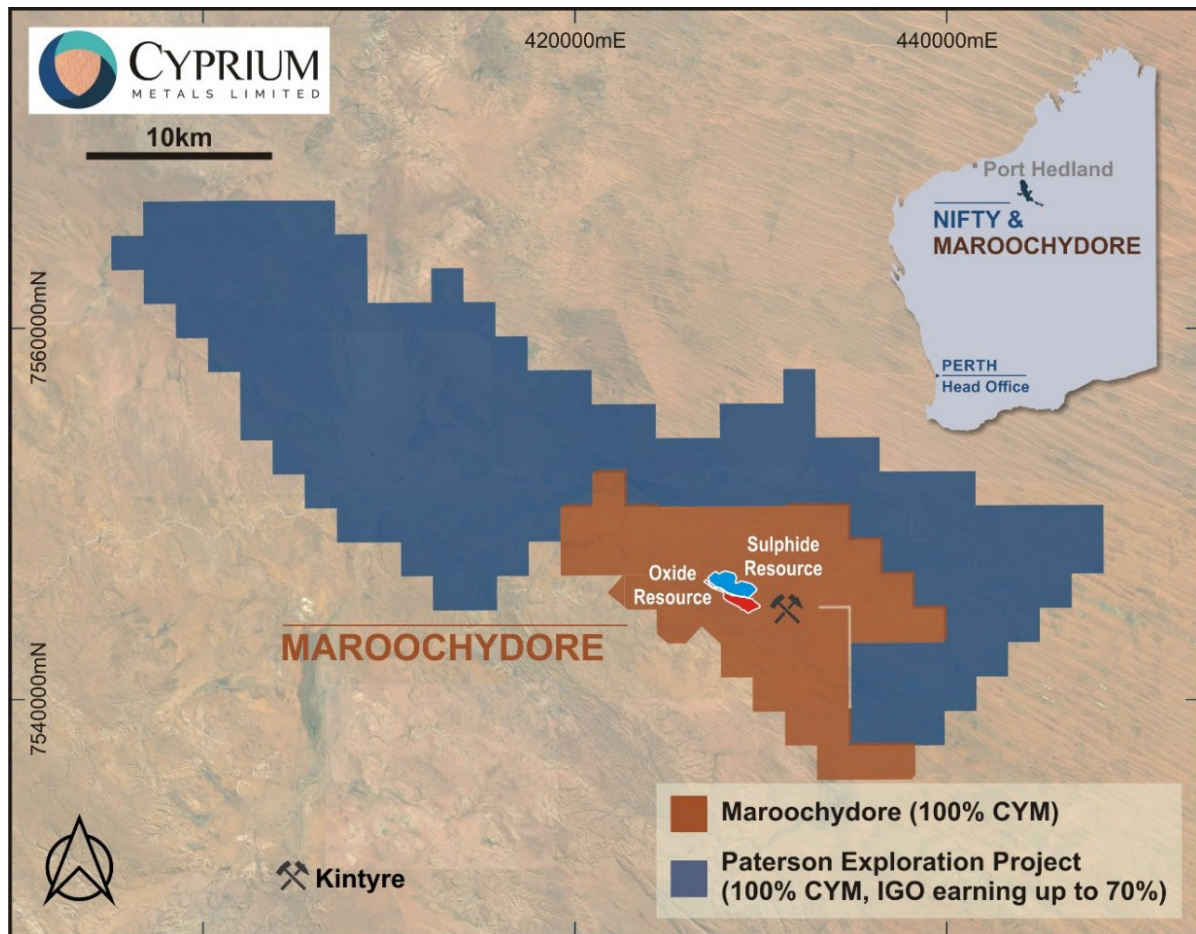 CYPRIUM
METALS LIMITED
10km
420000mE
440000mE
7560000mN
7540000mN
Port Hedland
NIFTY &
MAROOCHYDORE
PERTH
Head Office
Sulphide
Resource
Oxide
Resource
MAROOCHYDORE
Kintyre
Maroochydore (100% CYM)
Paterson Exploration Project
(100% CYM, IGO earning up to 70%)